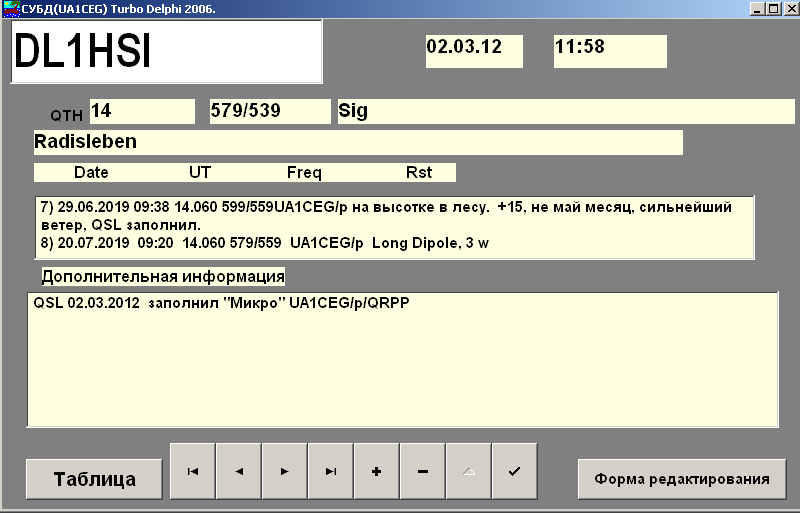 СУБД(UA1CEG) Turbo Delphi 2006.
DL1HSI
02.03.12 11:58
QTH 14 579/539 Sig
Radisleben
Date UT Freq Rst
7) 29.06.2019 09:38 14.060 599/559UA1CEG/p на высотке в лесу. +15, не май месяц, сильнейший
ветер, QSL заполнил.
8) 20.07.2019 09:20 14.060 579/559 UA1CEG/p Long Dipole, 3 w
Дополнительная информация
QSL 02.03.2012 заполнил "Микро" UA1CEG/p/QRPP
Таблица
Форма редактирования